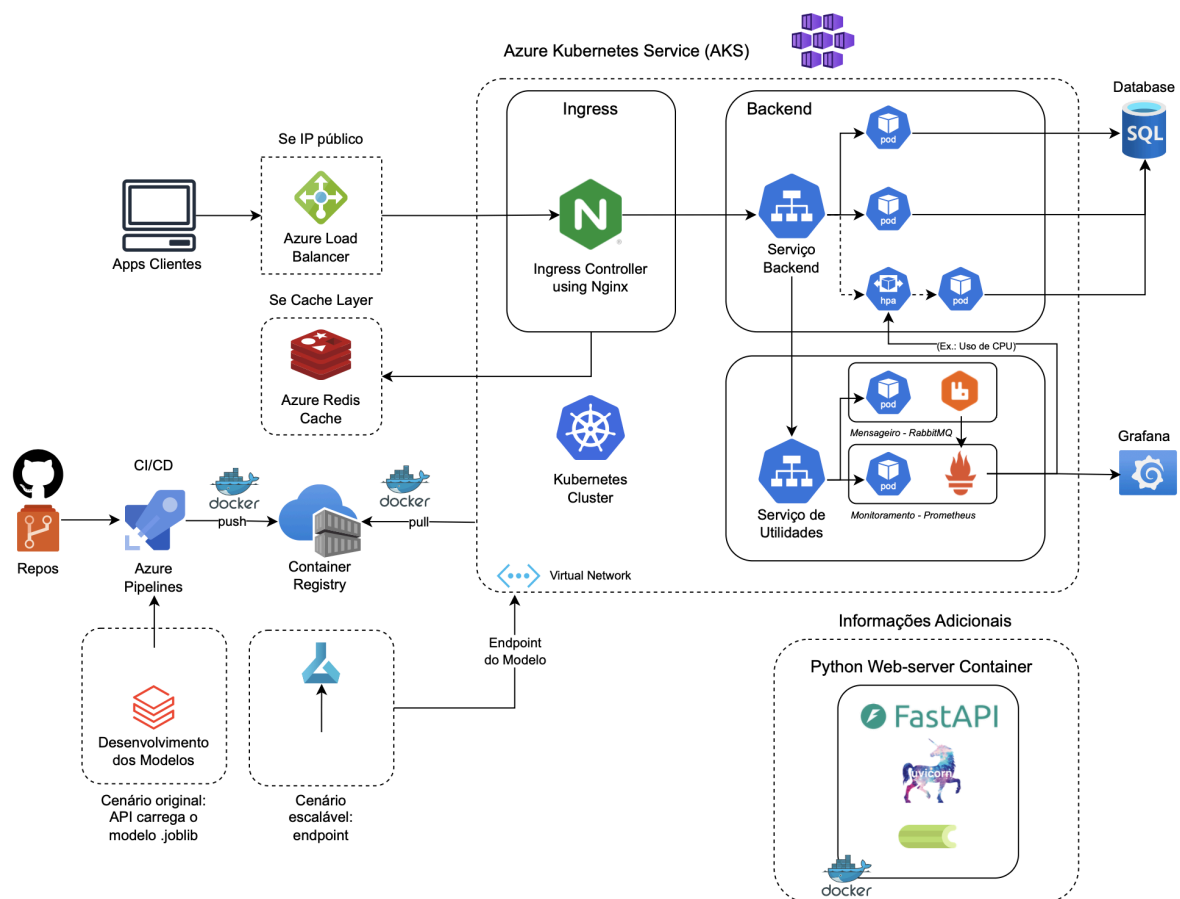 Azure Kubernetes Service (AKS)
Database
SQL
Ingress
Backend
pod
Se IP público
Azure Load
Balancer
Apps Clientes
N
Ingress Controller
using Nginx
Serviço
Backend
pod
hpa
pod
Se Cache Layer
Azure Redis
Cache
(Ex.: Uso de CPU)
pod
Mensageiro - RabbitMQ
Grafana
Kubernetes
Cluster
pod
Monitoramento - Prometheus
Serviço de
Utilidades
CI/CD
docker
push
docker
pull
Repos
Azure
Pipelines
Container
Registry
Virtual Network
Endpoint
do Modelo
Desenvolvimento
dos Modelos
Cenário original:
API carrega o
modelo .joblib
Cenário
escalável:
endpoint
Informações Adicionais
Python Web-server Container
FastAPI
uvicorn
docker